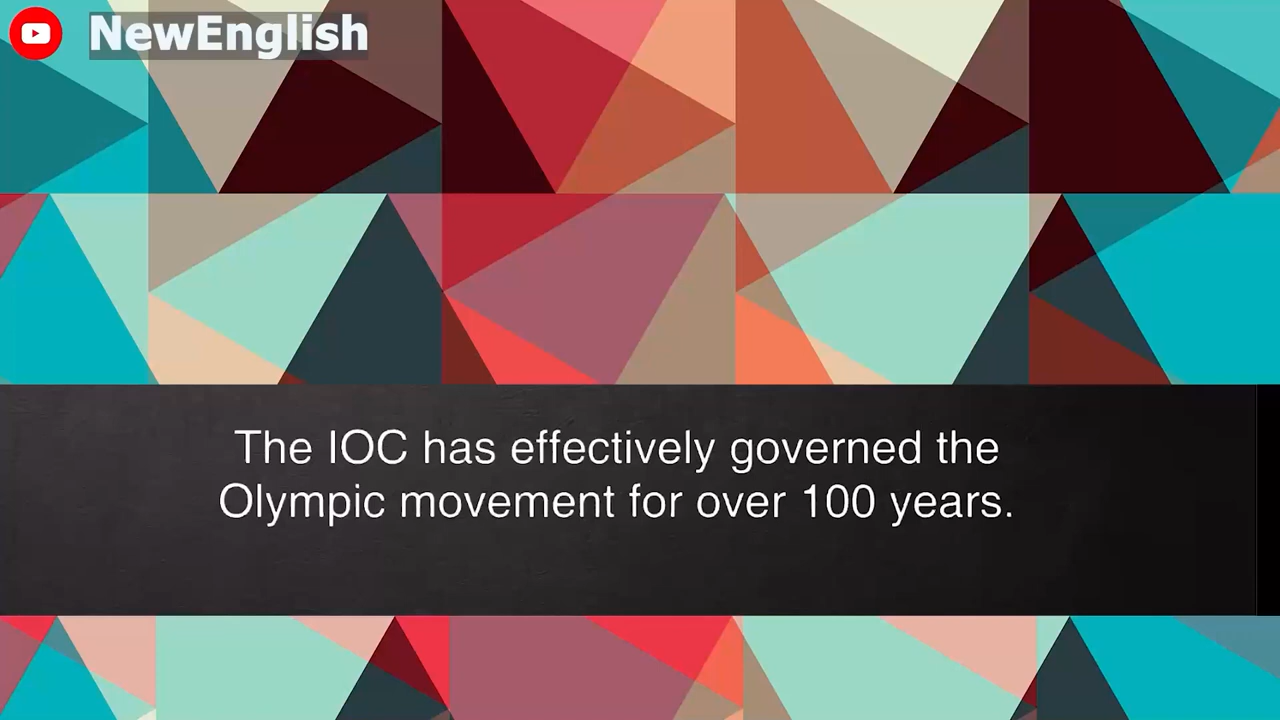 NewEnglish
The IOC has effectively governed the
Olympic movement for over 100 years.